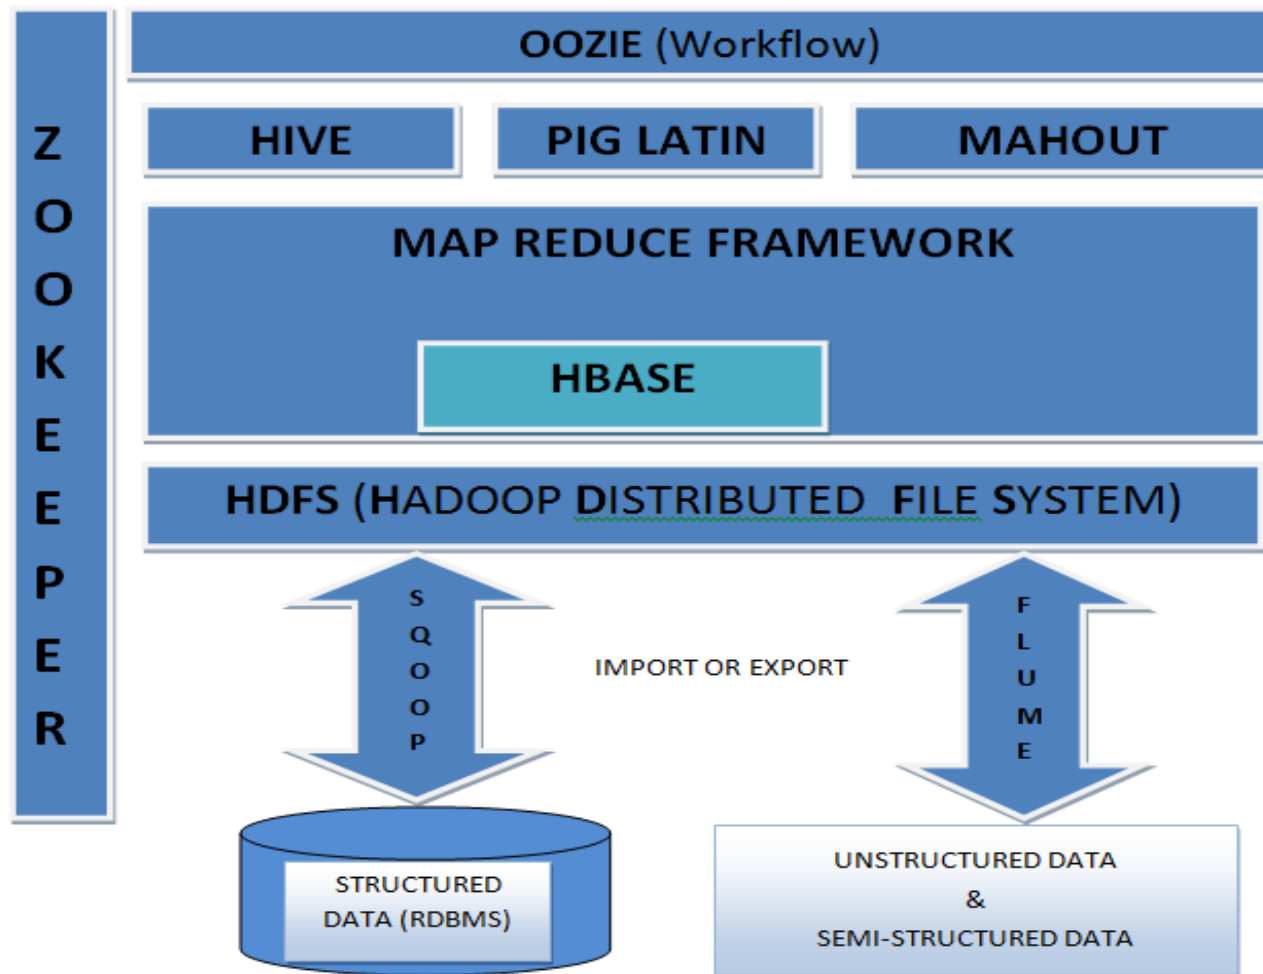 ZOOKEEPER
OOZIE (Workflow)
HIVE
PIG LATIN
MAHOUT
MAP REDUCE FRAMEWORK
HBASE
HDFS (HADOOP DISTRIBUTED FILE SYSTEM)
SQOOP
IMPORT OR EXPORT
FLUME
STRUCTURED
DATA (RDBMS)
UNSTRUCTURED DATA
&
SEMI-STRUCTURED DATA